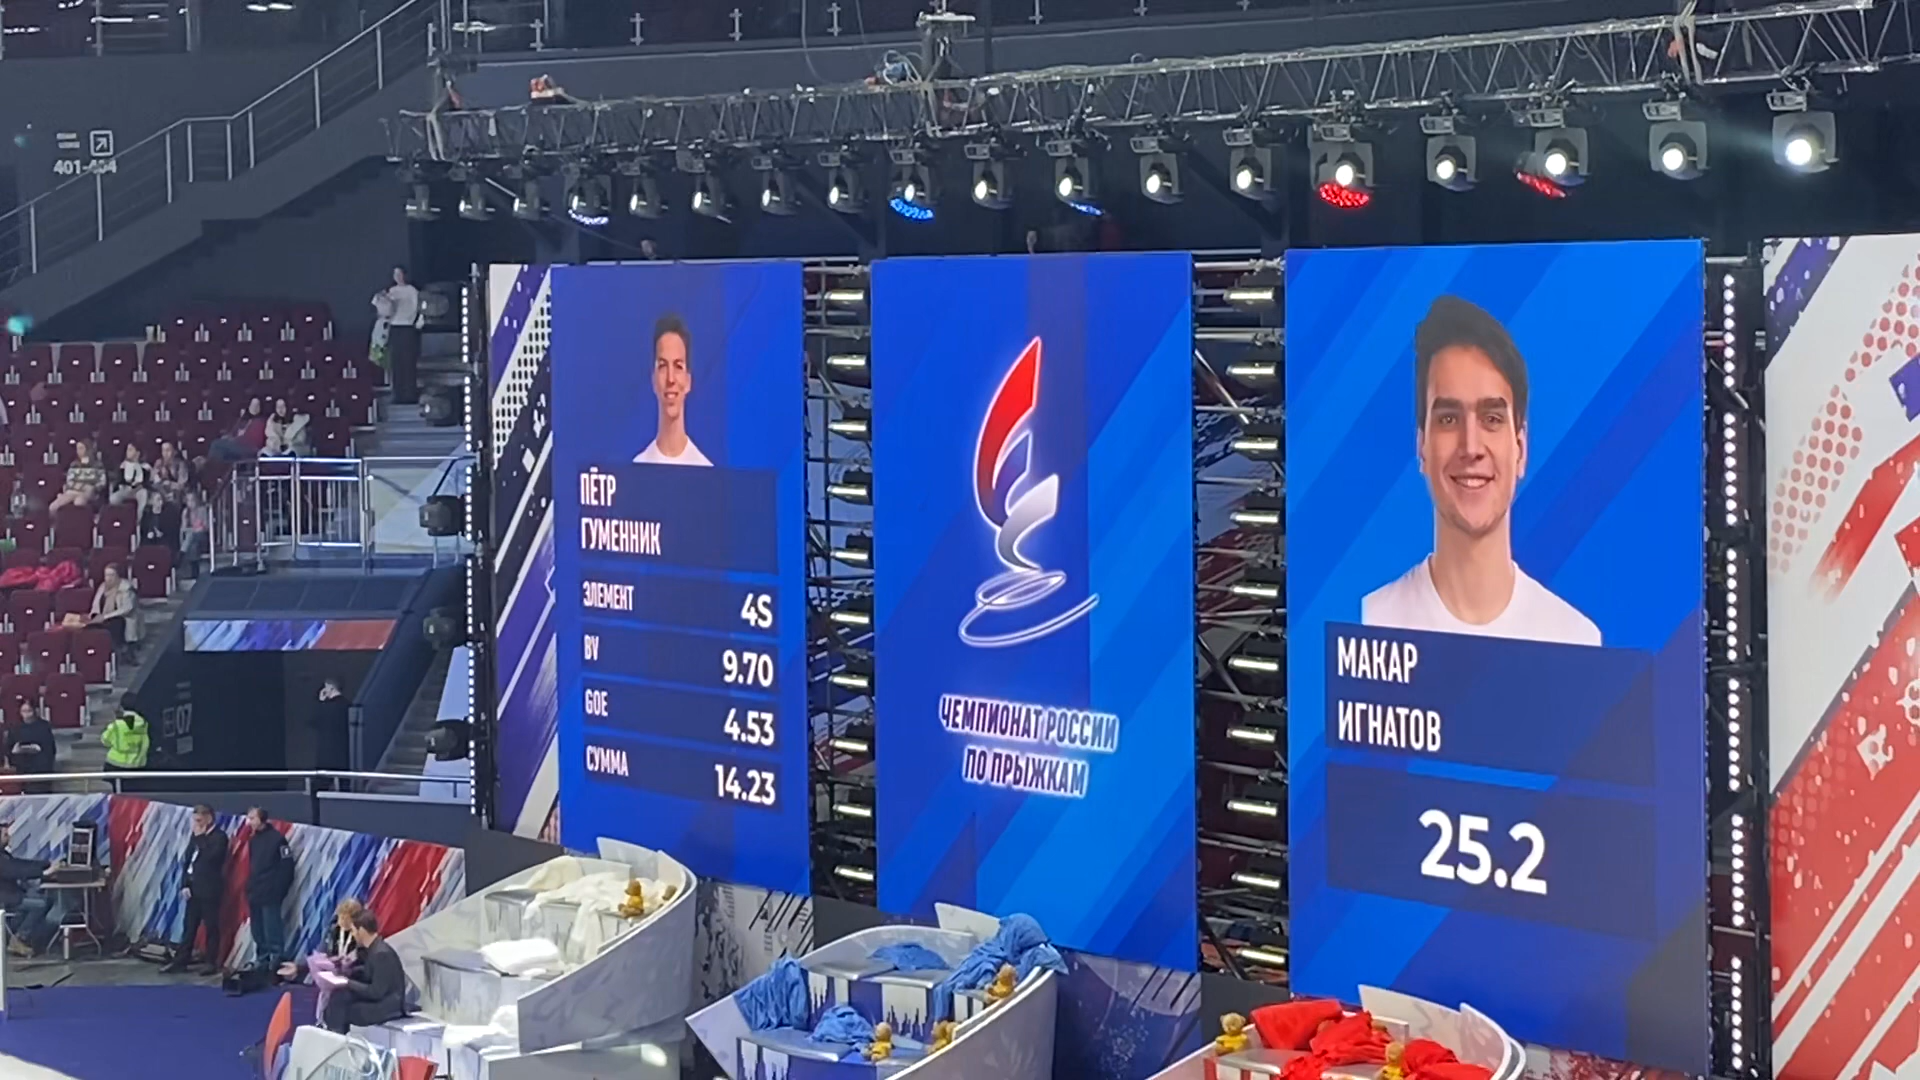 401-404
ПЁТР
ГУМЕННИК
ЭЛЕМЕНТ 4S
BV 9.70
GOE 4.53
СУММА 14.23
ЧЕМПИОНАТ РОССИИ
ПО ПРЫЖКАМ
МАКАР
ИГНАТОВ
25.2
07